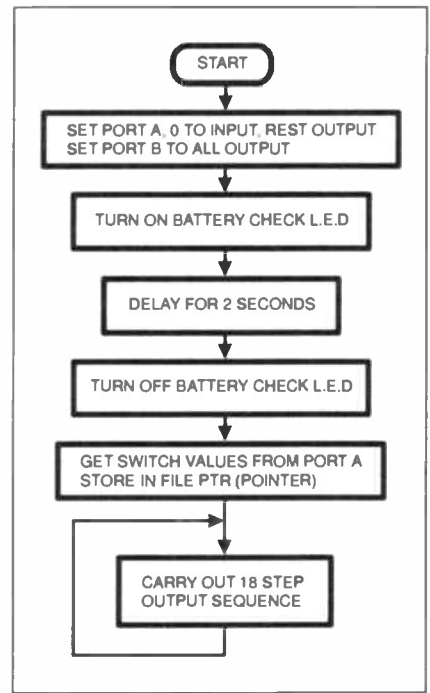 START
SET PORT A, 0 TO INPUT, REST OUTPUT
SET PORT B TO ALL OUTPUT
TURN ON BATTERY CHECK L.E.D
DELAY FOR 2 SECONDS
TURN OFF BATTERY CHECK L.E.D
GET SWITCH VALUES FROM PORT A
STORE IN FILE PTR (POINTER)
CARRY OUT 18 STEP
OUTPUT SEQUENCE